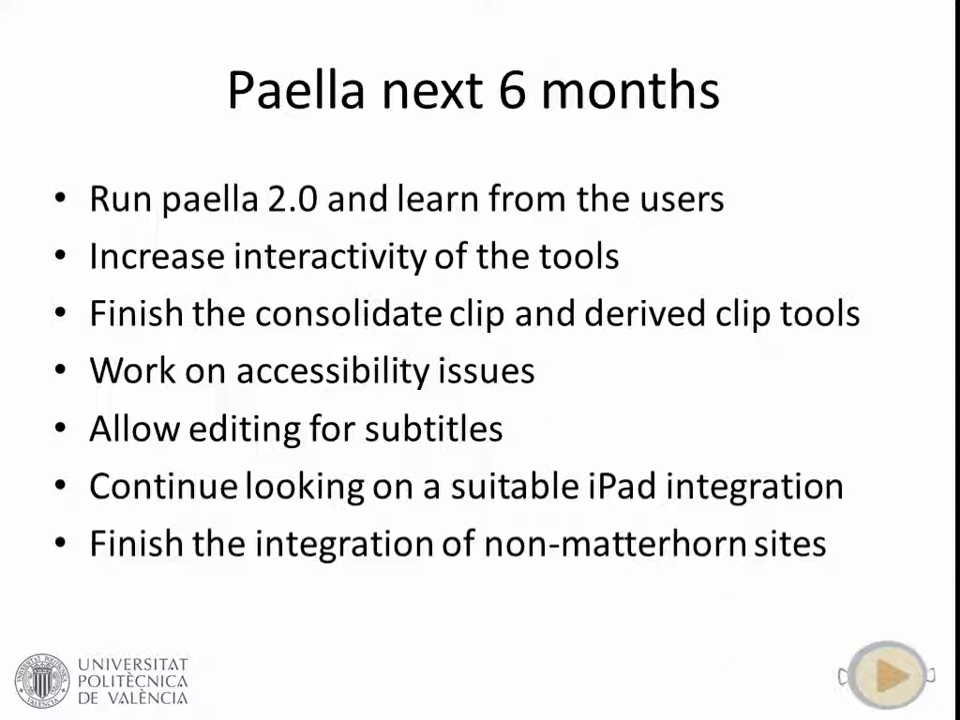 Paella next 6 months
• Run paella 2.0 and learn from the users
• Increase interactivity of the tools
• Finish the consolidate clip and derived clip tools
• Work on accessibility issues
• Allow editing for subtitles
• Continue looking on a suitable iPad integration
• Finish the integration of non-matterhorn sites
UNIVERSITAT
POLITÈCNICA
DE VALÈNCIA